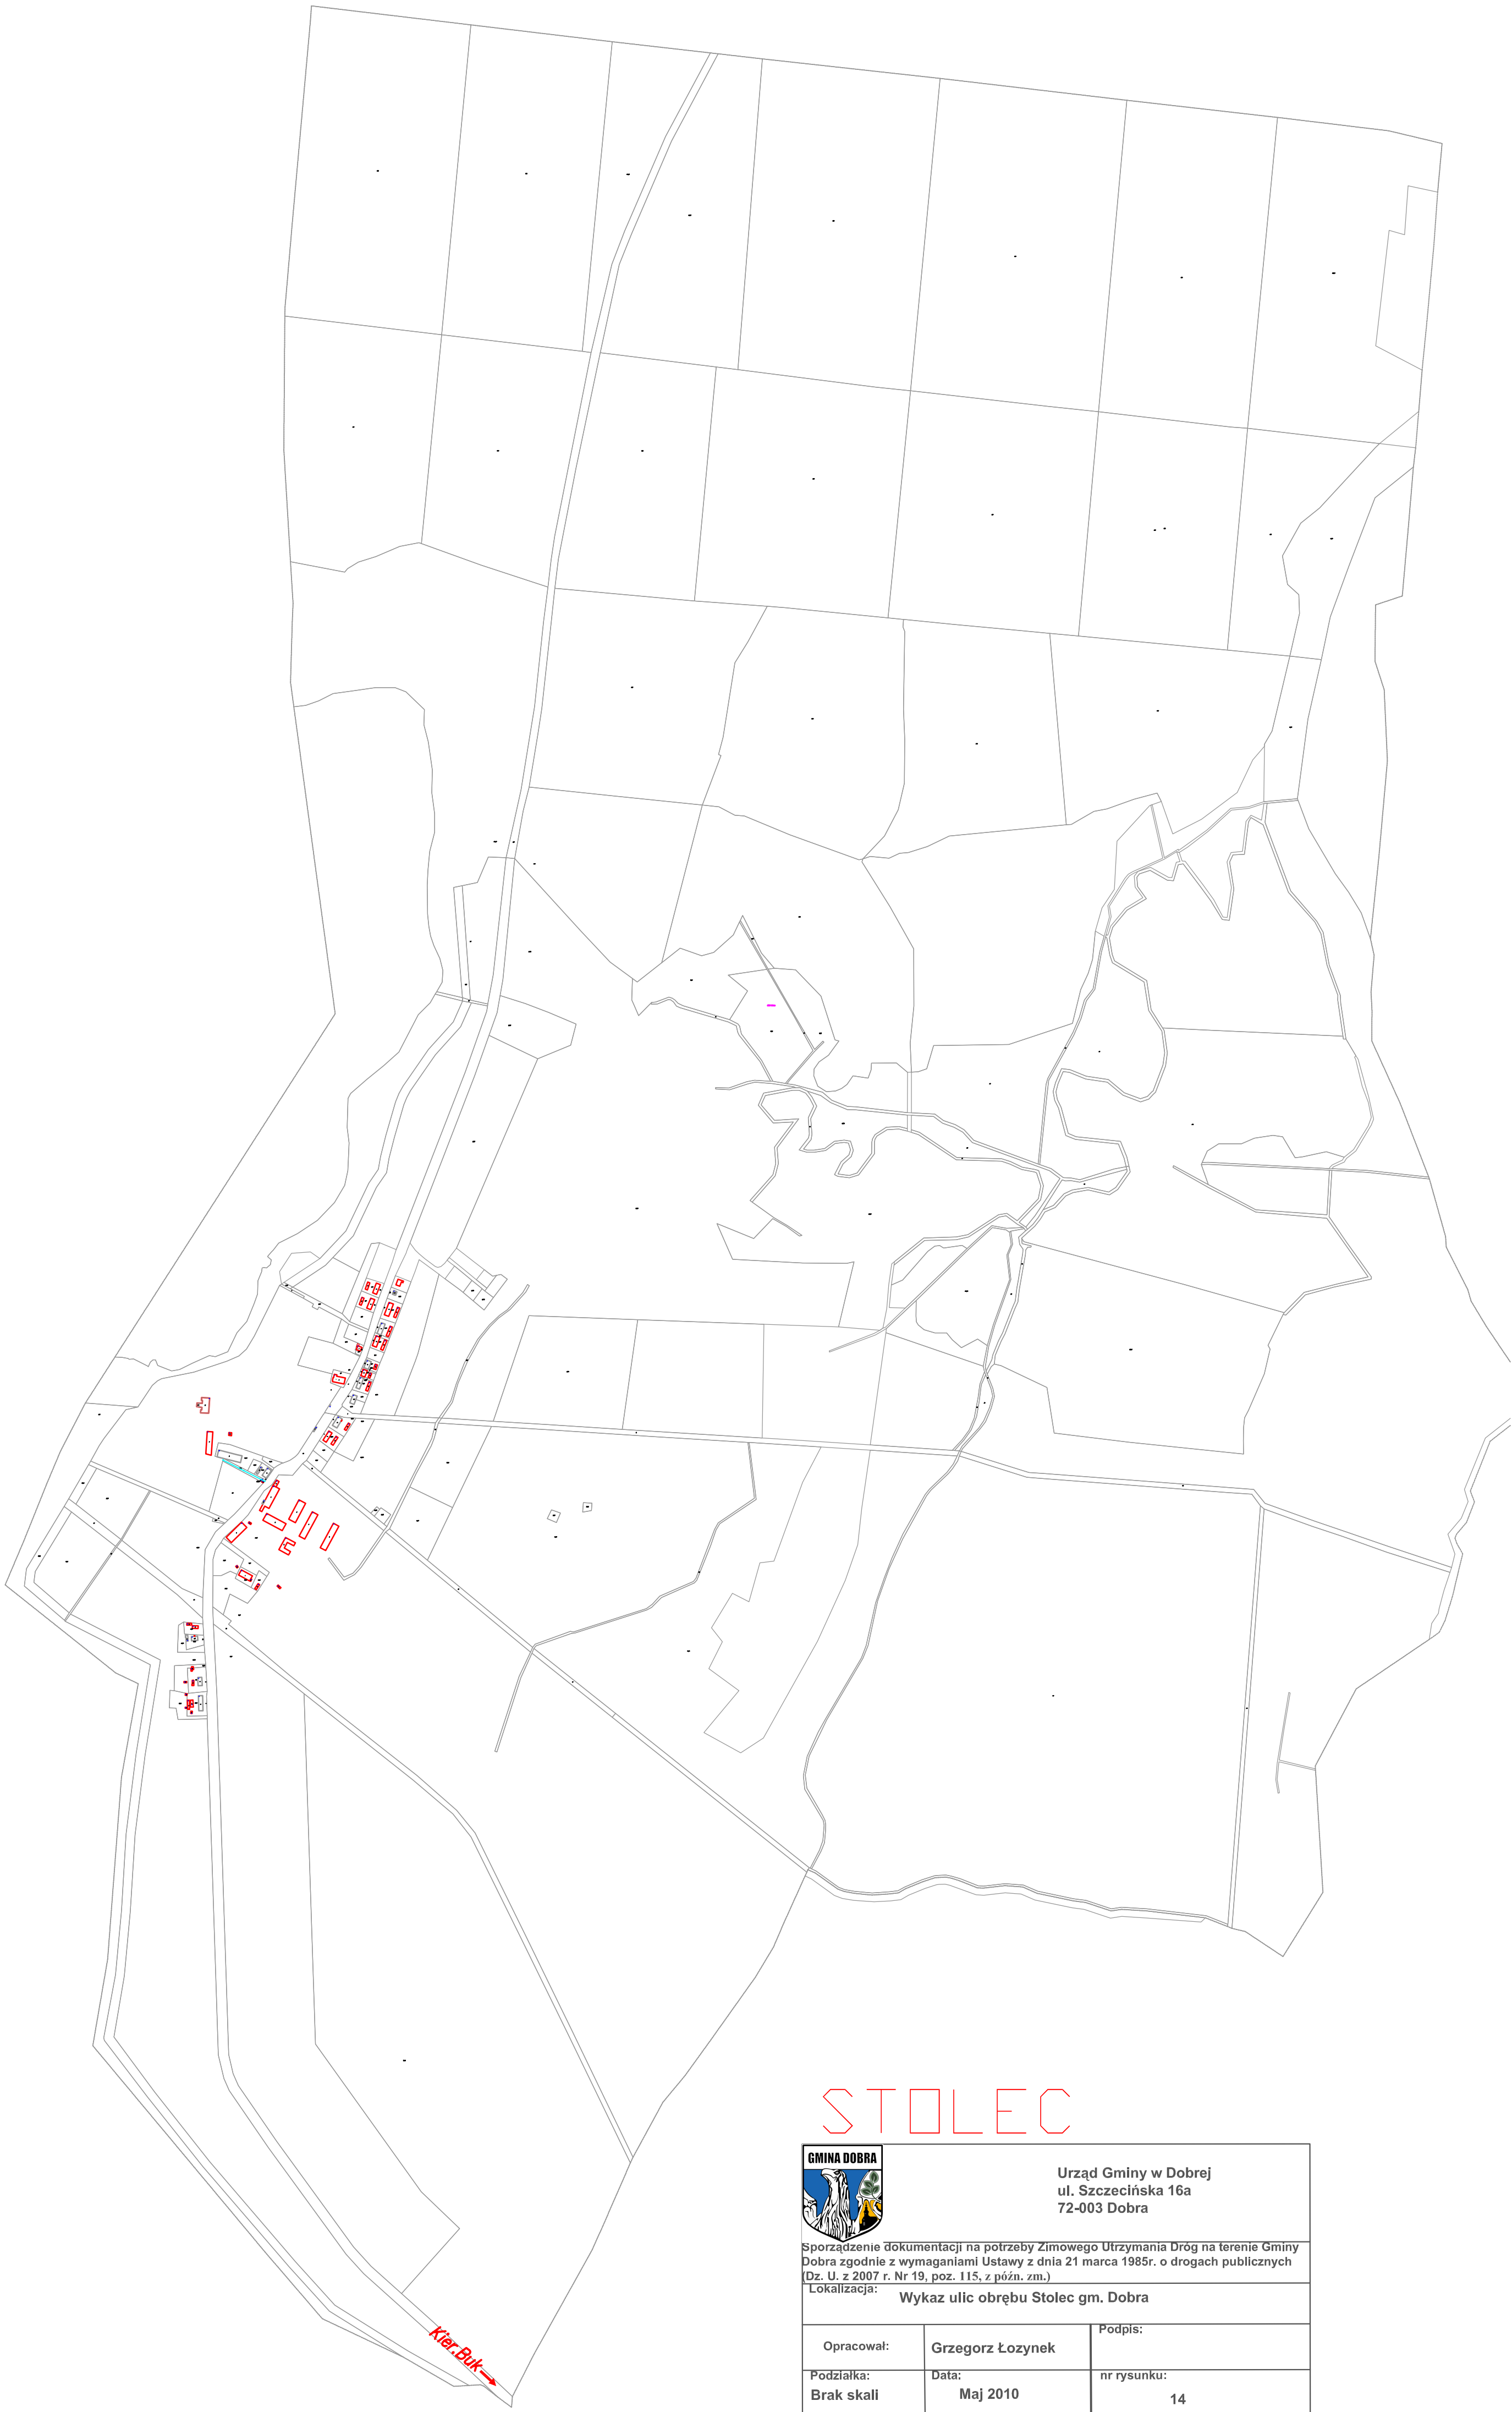 Kier.Buk
STOLEC
GMINA DOBRA
Urząd Gminy w Dobrej
ul. Szczecińska 16a
72-003 Dobra
Sporządzenie dokumentacji na potrzeby Zimowego Utrzymania Dróg na terenie Gminy
Dobra zgodnie z wymaganiami Ustawy z dnia 21 marca 1985r. o drogach publicznych
(Dz. U. z 2007 r. Nr 19, poz. 115, z późn. zm.)
Lokalizacja:
Wykaz ulic obrębu Stolec gm. Dobra
Opracował:
Grzegorz Łozynek
Podpis:
Podziałka:
Brak skali
Data:
Maj 2010
nr rysunku:
14